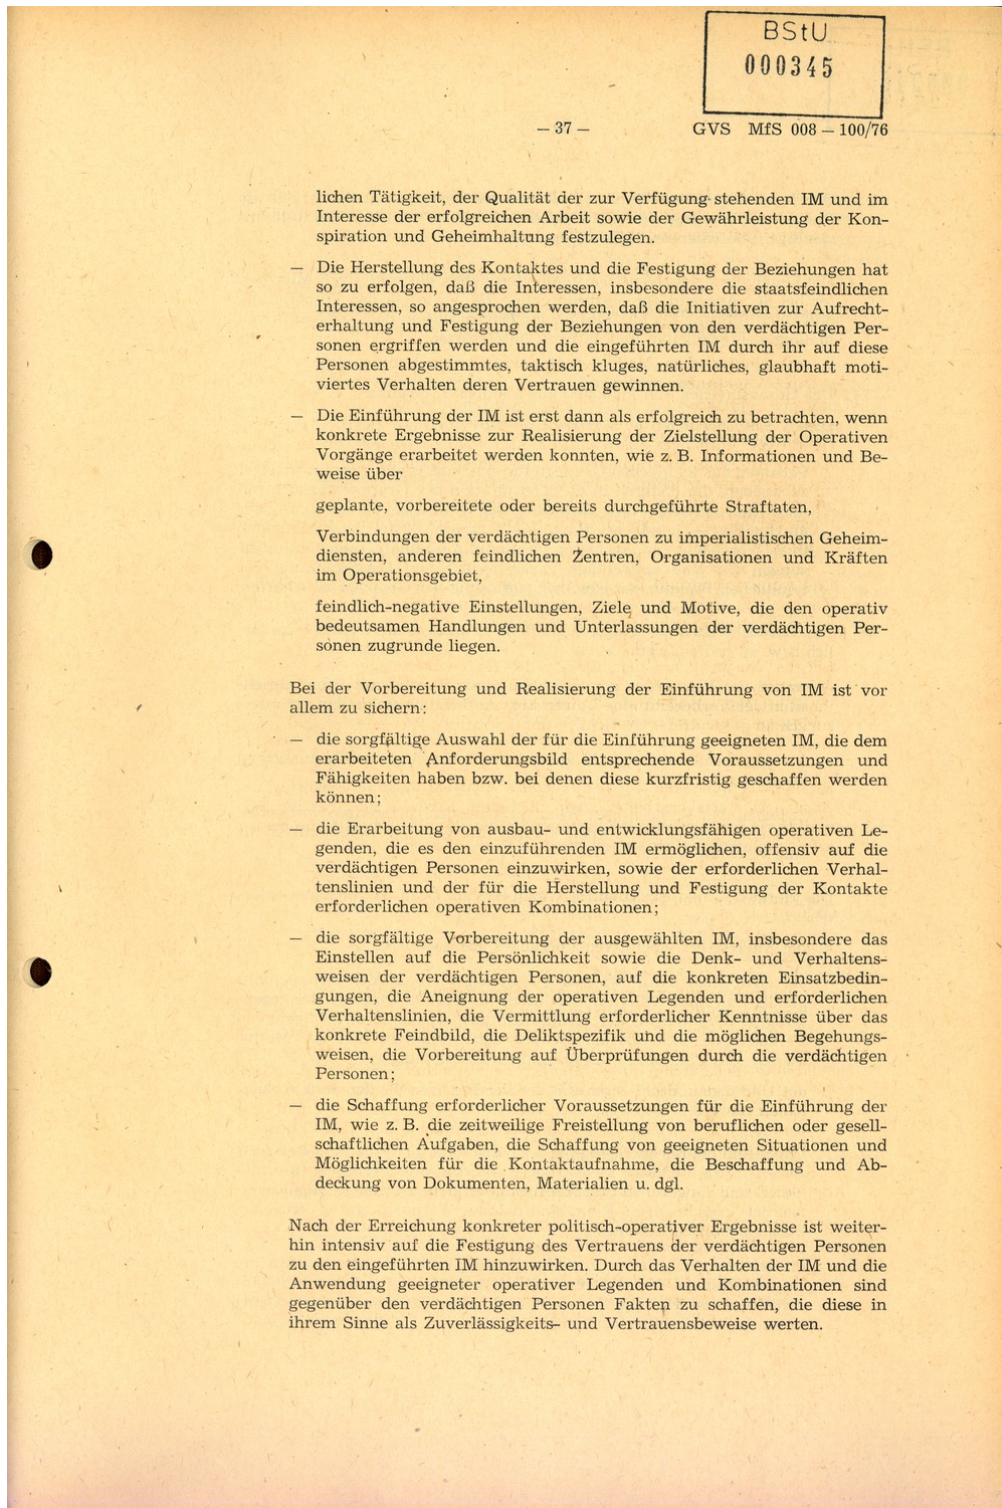 BStU
000345
— 37 —
GVS MfS 008 — 100/76
lichen Tätigkeit, der Qualität der zur Verfügung stehenden IM und im
Interesse der erfolgreichen Arbeit sowie der Gewährleistung der Kon-
spiration und Geheimhaltung festzulegen.
— Die Herstellung des Kontaktes und die Festigung der Beziehungen hat
so zu erfolgen, daß die Interessen, insbesondere die staatsfeindlichen
Interessen, so angesprochen werden, daß die Initiativen zur Aufrecht-
erhaltung und Festigung der Beziehungen von den verdächtigen Per-
sonen ergriffen werden und die eingeführten IM durch ihr auf diese
Personen abgestimmtes, taktisch kluges, natürliches, glaubhaft moti-
viertes Verhalten deren Vertrauen gewinnen.
— Die Einführung der IM ist erst dann als erfolgreich zu betrachten, wenn
konkrete Ergebnisse zur Realisierung der Zielstellung der Operativen
Vorgänge erarbeitet werden konnten, wie z. B. Informationen und Be-
weise über
geplante, vorbereitete oder bereits durchgeführte Straftaten,
Verbindungen der verdächtigen Personen zu imperialistischen Geheim-
diensten, anderen feindlichen Zentren, Organisationen und Kräften
im Operationsgebiet,
feindlich-negative Einstellungen, Ziele und Motive, die den operativ
bedeutsamen Handlungen und Unterlassungen der verdächtigen Per-
sonen zugrunde liegen.
Bei der Vorbereitung und Realisierung der Einführung von IM ist vor
allem zu sichern:
— die sorgfältige Auswahl der für die Einführung geeigneten IM, die dem
erarbeiteten Anforderungsbild entsprechende Voraussetzungen und
Fähigkeiten haben bzw. bei denen diese kurzfristig geschaffen werden
können;
— die Erarbeitung von ausbau- und entwicklungsfähigen operativen Le-
genden, die es den einzuführenden IM ermöglichen, offensiv auf die
verdächtigen Personen einzuwirken, sowie der erforderlichen Verhal-
tenslinien und der für die Herstellung und Festigung der Kontakte
erforderlichen operativen Kombinationen;
— die sorgfältige Vorbereitung der ausgewählten IM, insbesondere das
Einstellen auf die Persönlichkeit sowie die Denk- und Verhaltens-
weisen der verdächtigen Personen, auf die konkreten Einsatzbedin-
gungen, die Aneignung der operativen Legenden und erforderlichen
Verhaltenslinien, die Vermittlung erforderlicher Kenntnisse über das
konkrete Feindbild, die Deliktspezifik und die möglichen Begehungs-
weisen, die Vorbereitung auf Überprüfungen durch die verdächtigen
Personen;
— die Schaffung erforderlicher Voraussetzungen für die Einführung der
IM, wie z. B. die zeitweilige Freistellung von beruflichen oder gesell-
schaftlichen Aufgaben, die Schaffung von geeigneten Situationen und
Möglichkeiten für die Kontaktaufnahme, die Beschaffung und Ab-
deckung von Dokumenten, Materialien u. dgl.
Nach der Erreichung konkreter politisch-operativer Ergebnisse ist weiter-
hin intensiv auf die Festigung des Vertrauens der verdächtigen Personen
zu den eingeführten IM hinzuwirken. Durch das Verhalten der IM und die
Anwendung geeigneter operativer Legenden und Kombinationen sind
gegenüber den verdächtigen Personen Fakten zu schaffen, die diese in
ihrem Sinne als Zuverlässigkeits- und Vertrauensbeweise werten.